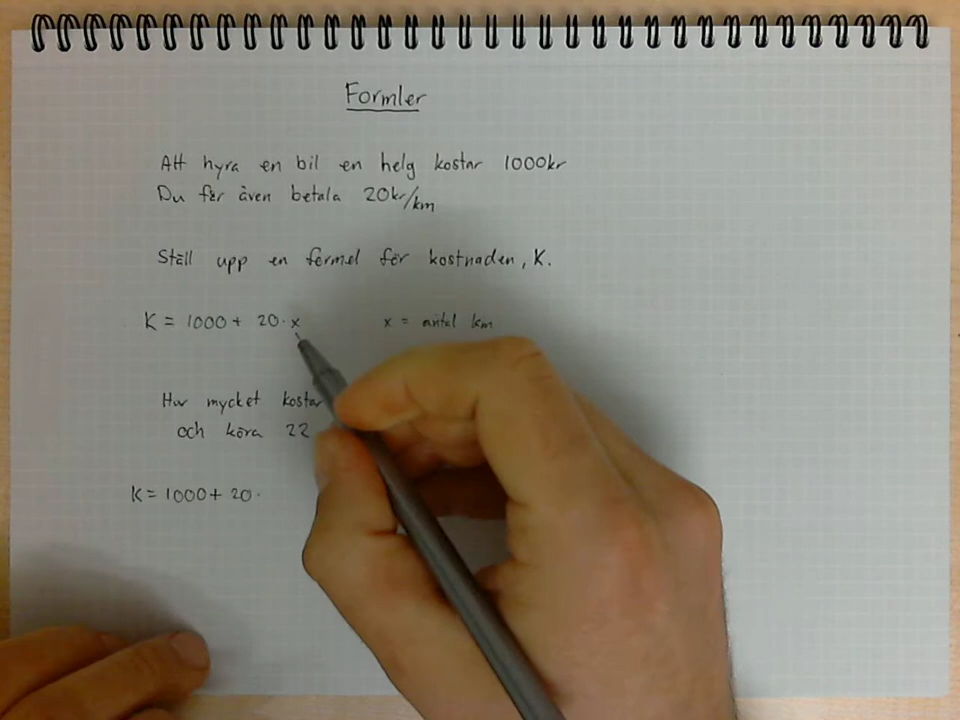 Formler
Att hyra en bil en helg kostar 1000kr
Du får även betala 20kr/km
Ställ upp en formel för kostnaden, K.
K = 1000 + 20 · x x = antal km
Hur mycket kostar
och köra 22
K = 1000 + 20 ·